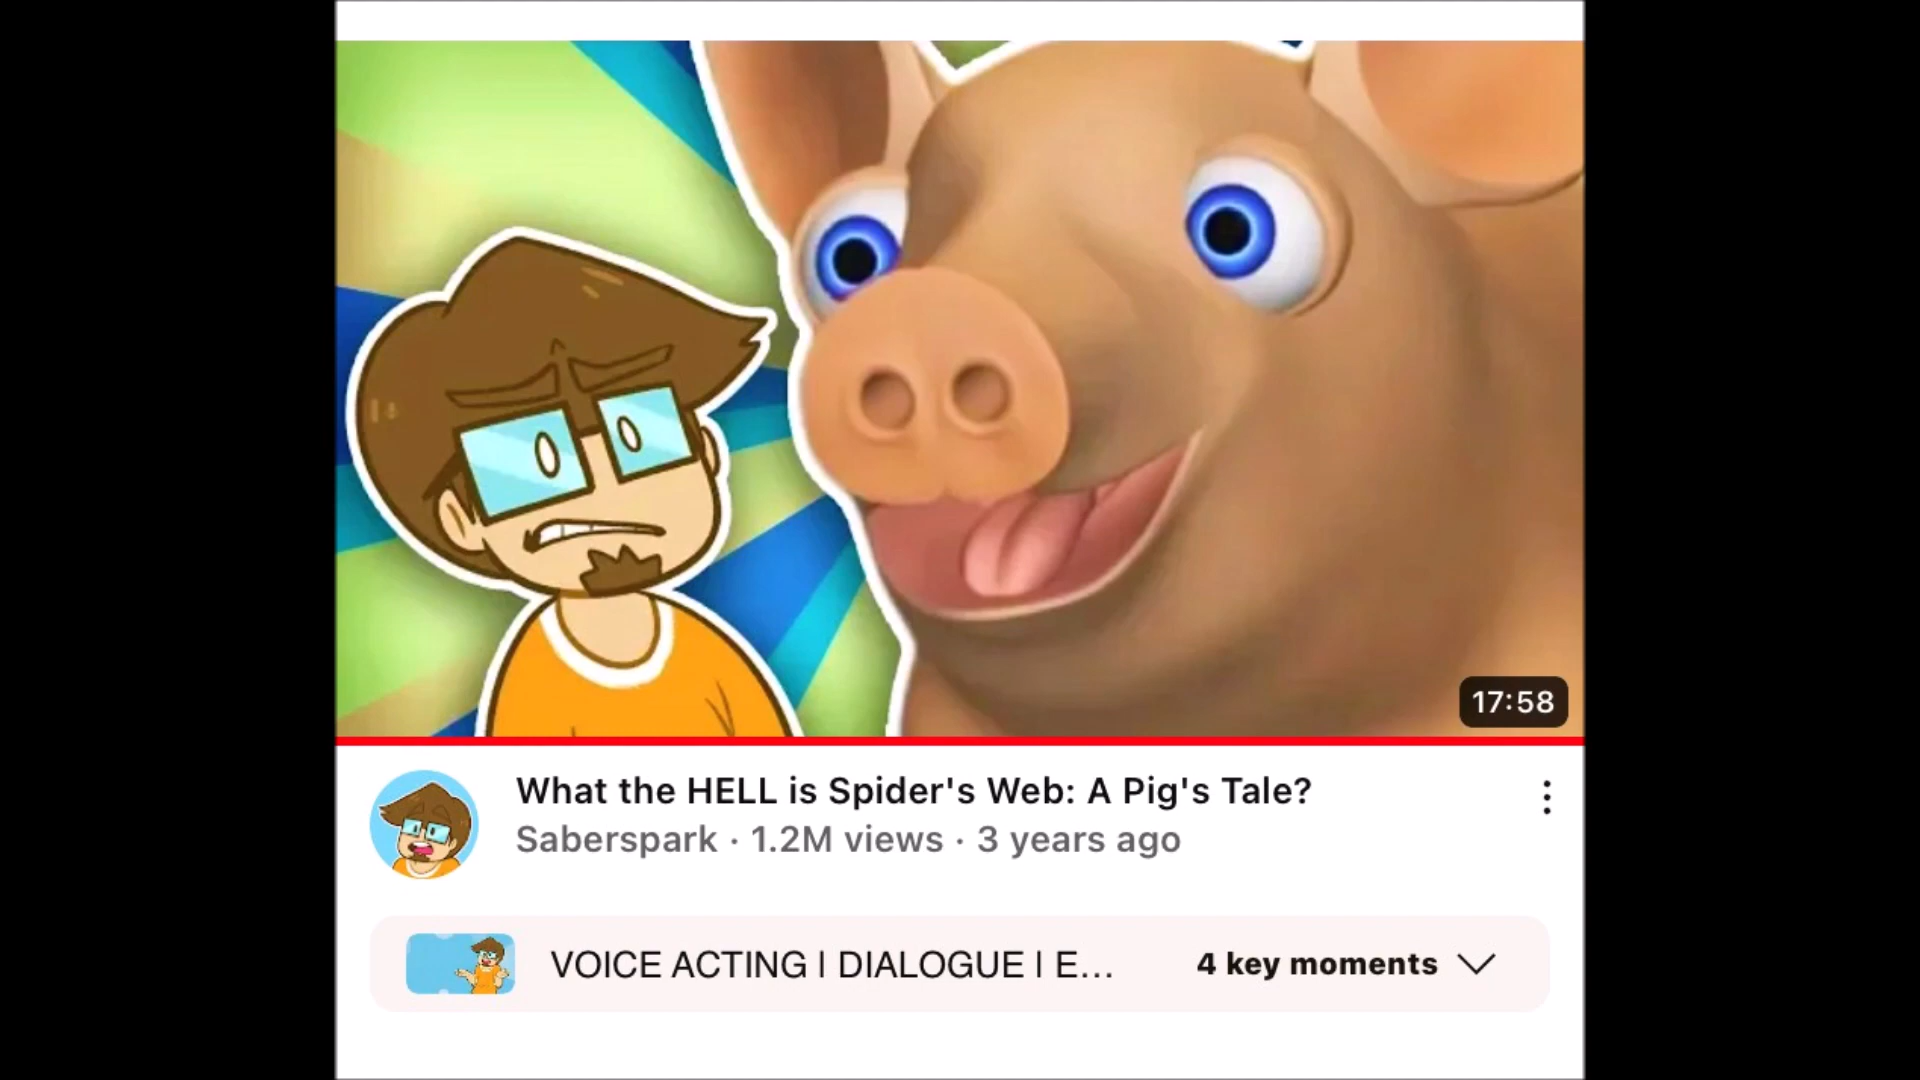 17:58
What the HELL is Spider's Web: A Pig's Tale?
Saberspark · 1.2M views · 3 years ago
VOICE ACTING | DIALOGUE | E... 4 key moments